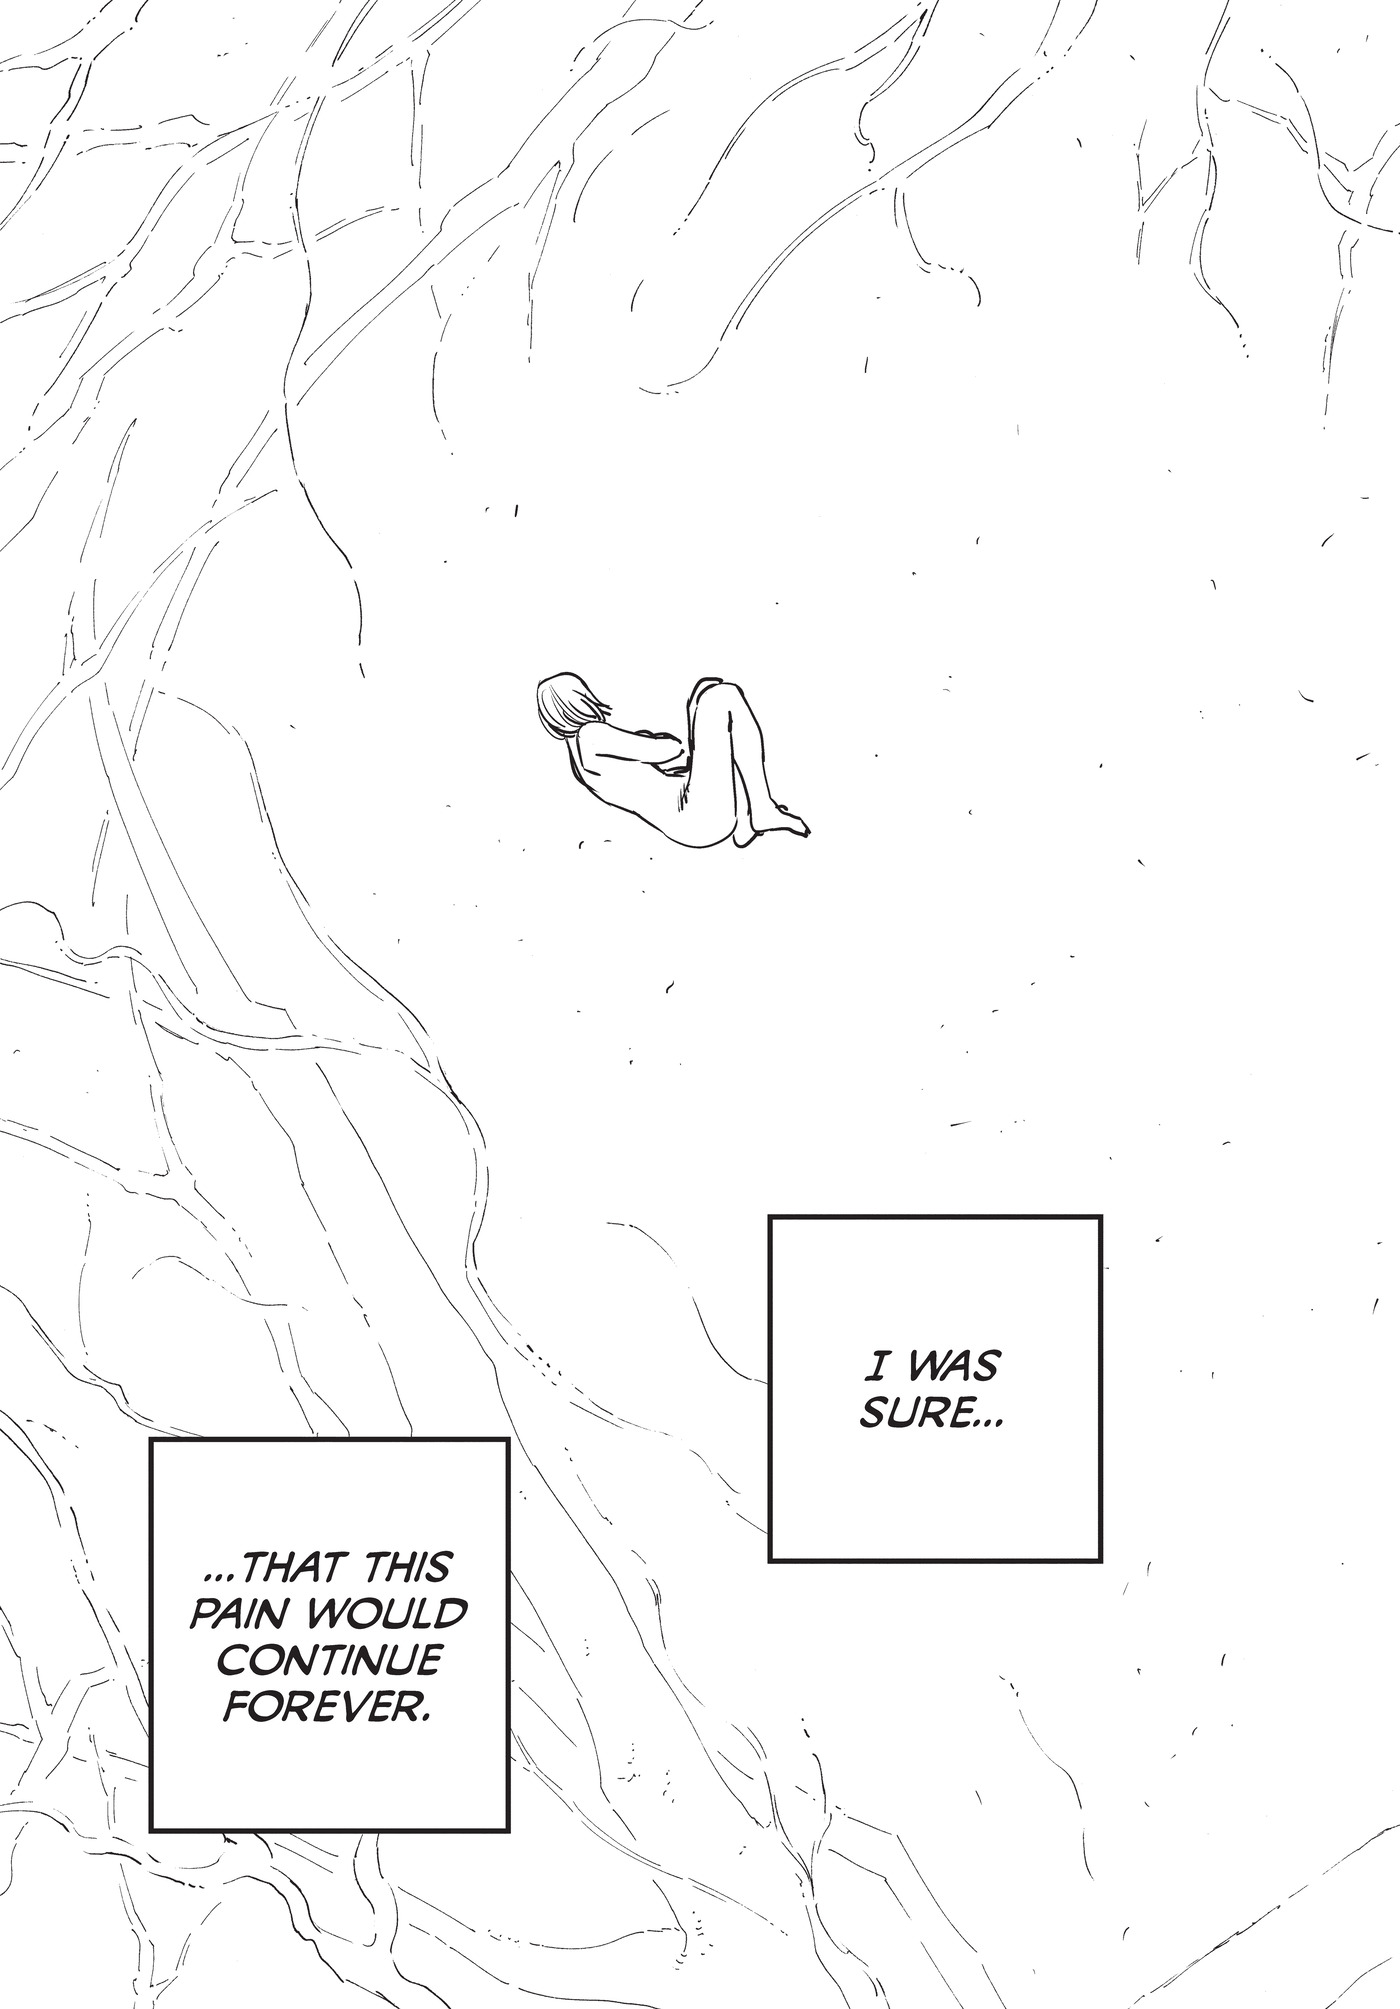 I WAS
SURE...
...THAT THIS
PAIN WOULD
CONTINUE
FOREVER.